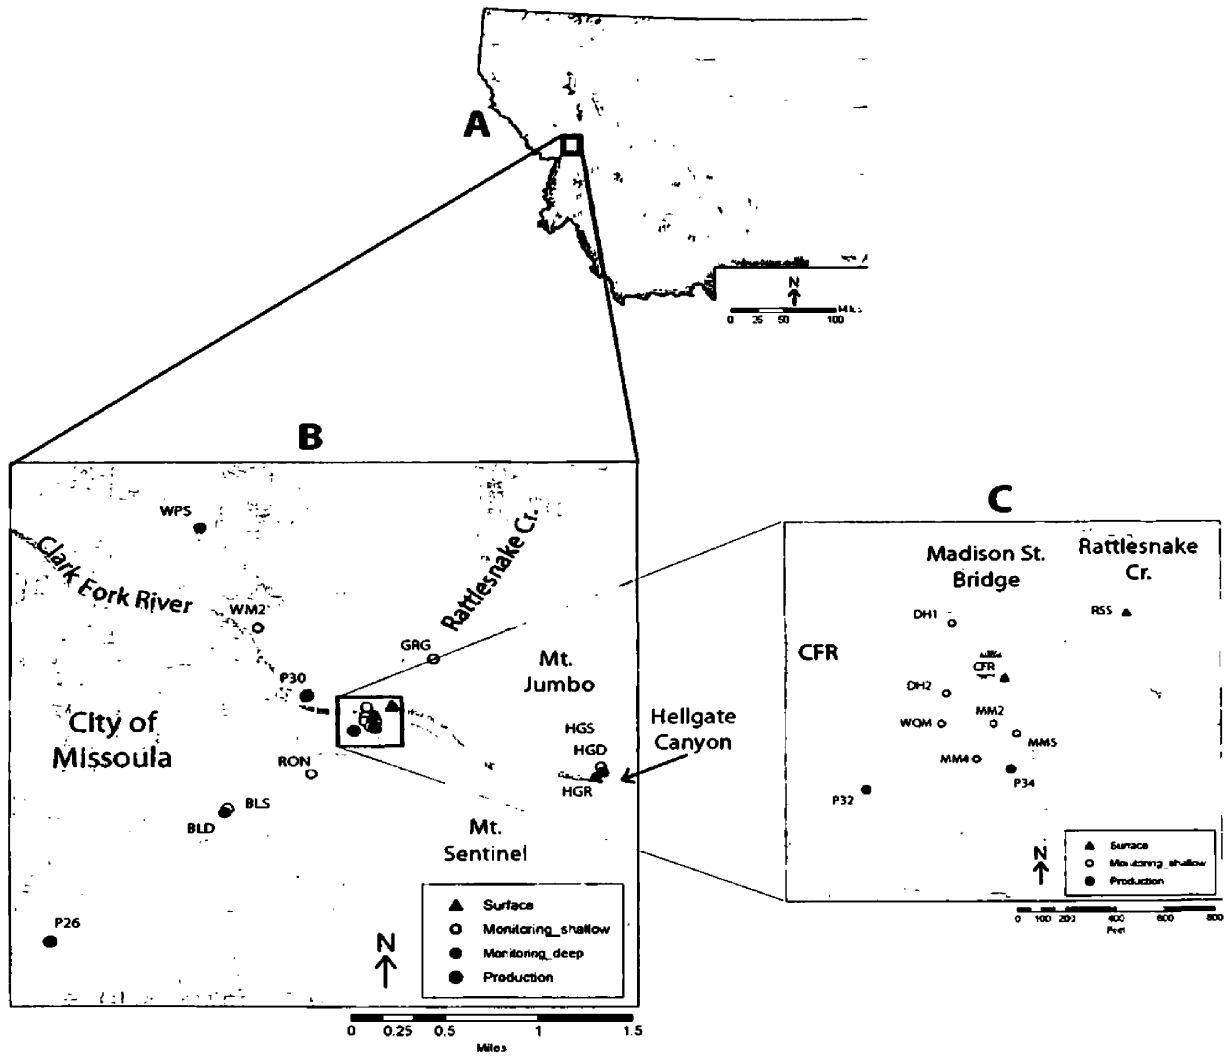 A
N
Miles
0 25 50 100
B
WPS
Clark Fork River
WM2
Rattlesnake Cr.
GRG
P30
Mt.
Jumbo
City of
Missoula
HGS
HGD
HGR
Hellgate
Canyon
RON
BLS
BLD
Mt.
Sentinel
P26
N
Surface
Monitoring_shallow
Monitoring_deep
Production
0 0.25 0.5 1 1.5
Miles
C
Madison St.
Bridge
Rattlesnake
Cr.
DH1
RSS
CFR
CFR
DH2
WQM
MM2
MM5
MM4
P34
P32
N
Surface
Monitoring_shallow
Production
0 100 200 400 600 800
Feet